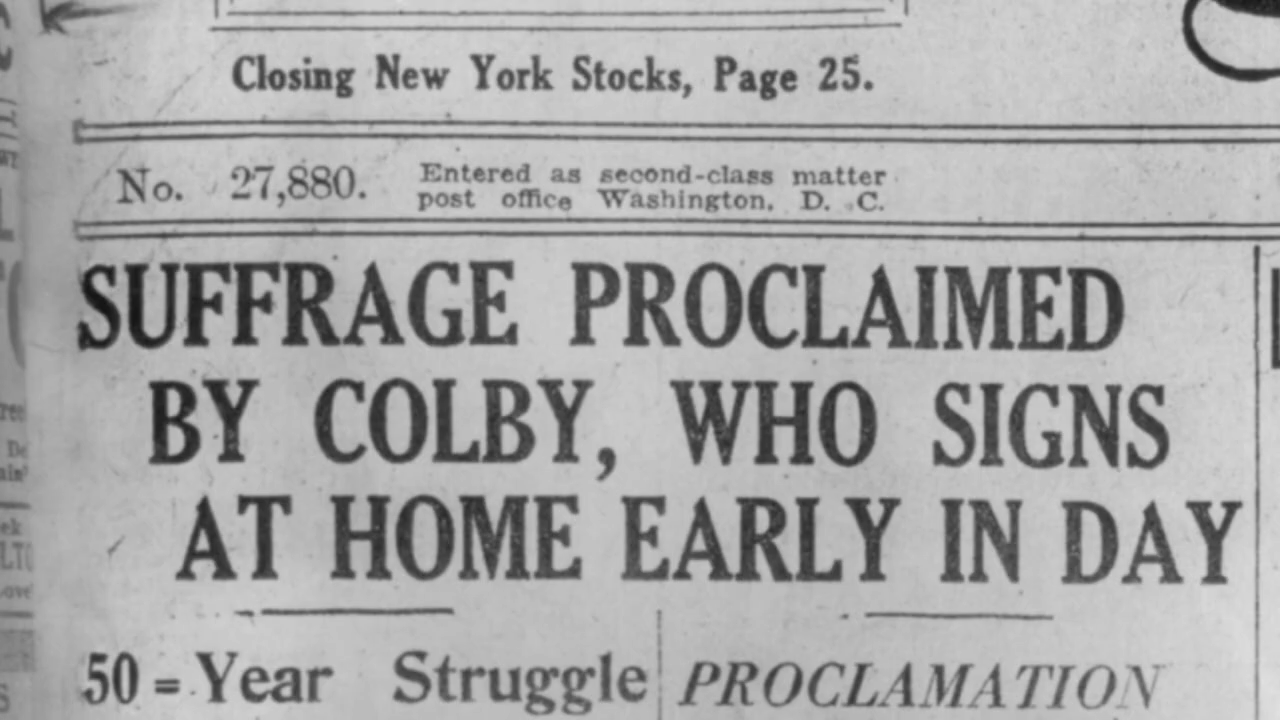 Closing New York Stocks, Page 25.
No. 27,880.
Entered as second-class matter
post office Washington, D. C.
SUFFRAGE PROCLAIMED
BY COLBY, WHO SIGNS
AT HOME EARLY IN DAY
50=Year Struggle
PROCLAMATION